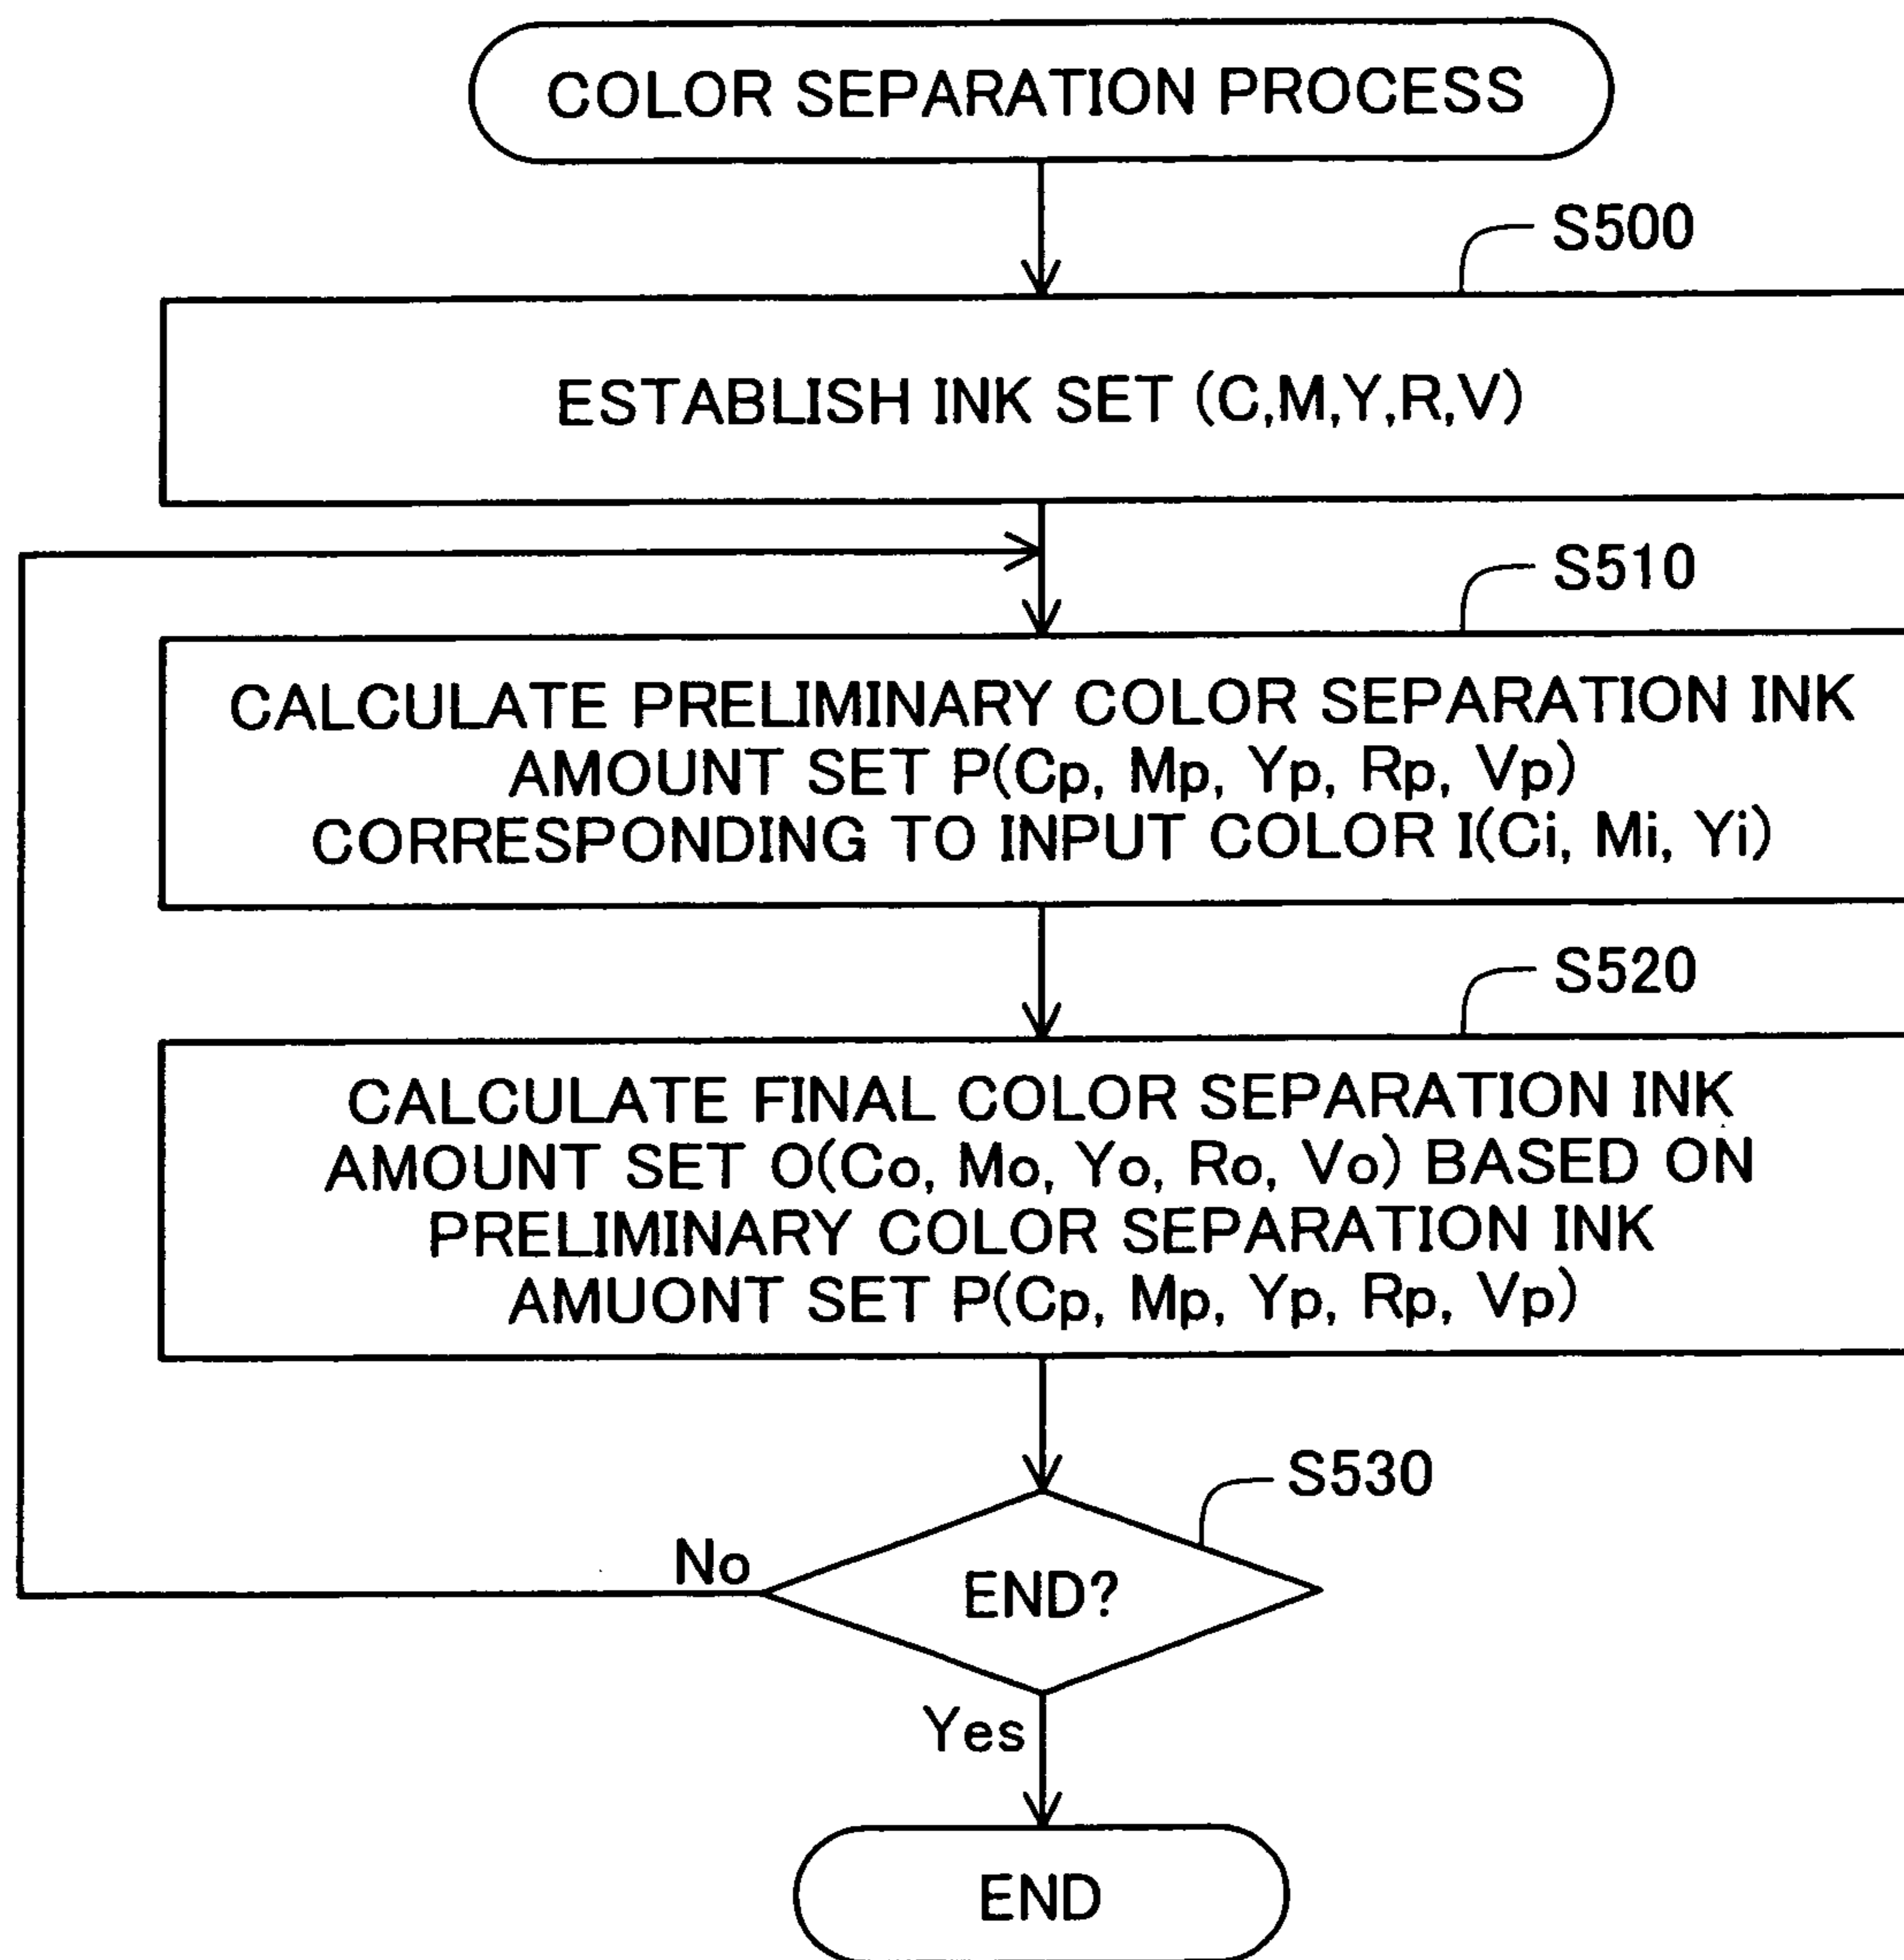 COLOR SEPARATION PROCESS
S500
ESTABLISH INK SET (C,M,Y,R,V)
S510
CALCULATE PRELIMINARY COLOR SEPARATION INK
AMOUNT SET P(Cp, Mp, Yp, Rp, Vp)
CORRESPONDING TO INPUT COLOR I(Ci, Mi, Yi)
S520
CALCULATE FINAL COLOR SEPARATION INK
AMOUNT SET O(Co, Mo, Yo, Ro, Vo) BASED ON
PRELIMINARY COLOR SEPARATION INK
AMUONT SET P(Cp, Mp, Yp, Rp, Vp)
S530
No
END?
Yes
END